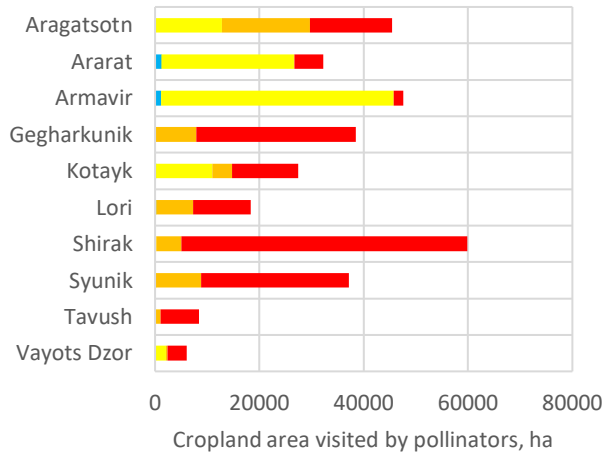 Aragatsotn
Ararat
Armavir
Gegharkunik
Kotayk
Lori
Shirak
Syunik
Tavush
Vayots Dzor
0 20000 40000 60000 80000
Cropland area visited by pollinators, ha